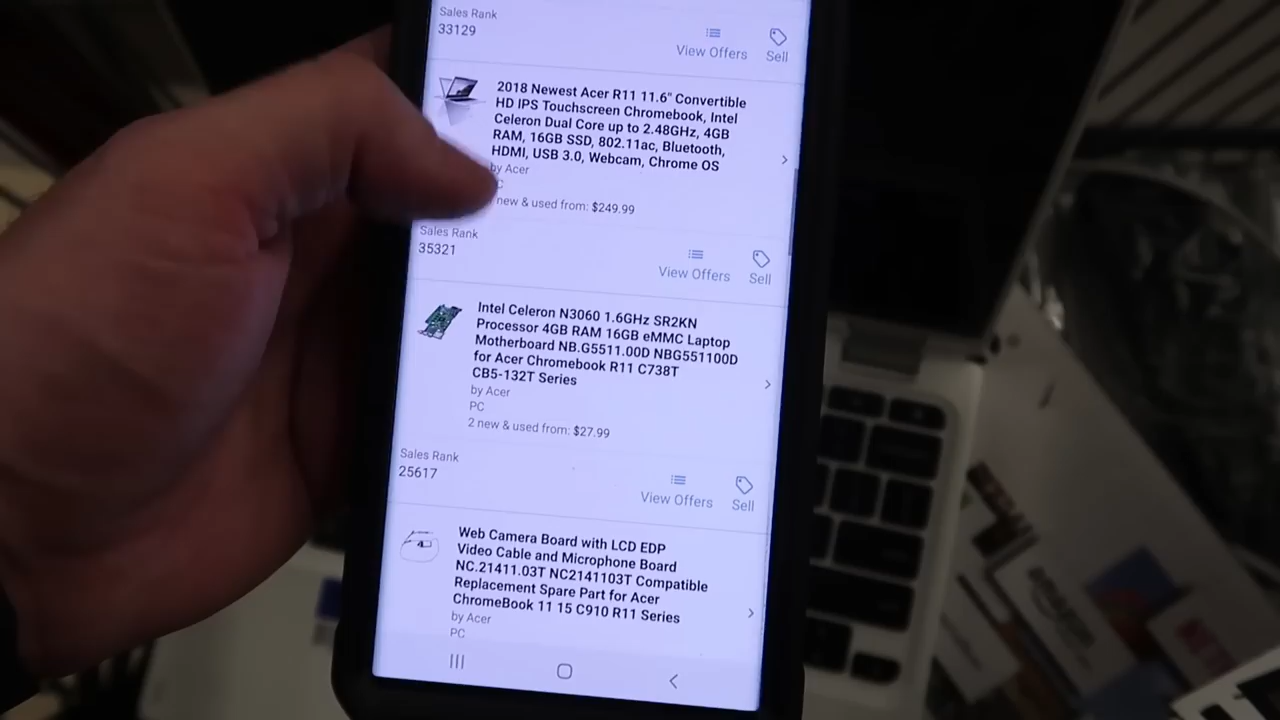 Sales Rank
33129
View Offers
Sell
2018 Newest Acer R11 11.6" Convertible
HD IPS Touchscreen Chromebook, Intel
Celeron Dual Core up to 2.48GHz, 4GB
RAM, 16GB SSD, 802.11ac, Bluetooth,
HDMI, USB 3.0, Webcam, Chrome OS
by Acer
new & used from: $249.99
Sales Rank
35321
View Offers
Sell
Intel Celeron N3060 1.6GHz SR2KN
Processor 4GB RAM 16GB eMMC Laptop
Motherboard NB.G5511.00D NBG551100D
for Acer Chromebook R11 C738T
CB5-132T Series
by Acer
PC
2 new & used from: $27.99
Sales Rank
25617
View Offers
Sell
Web Camera Board with LCD EDP
Video Cable and Microphone Board
NC.21411.03T NC2141103T Compatible
Replacement Spare Part for Acer
ChromeBook 11 15 C910 R11 Series
by Acer
PC
amazon